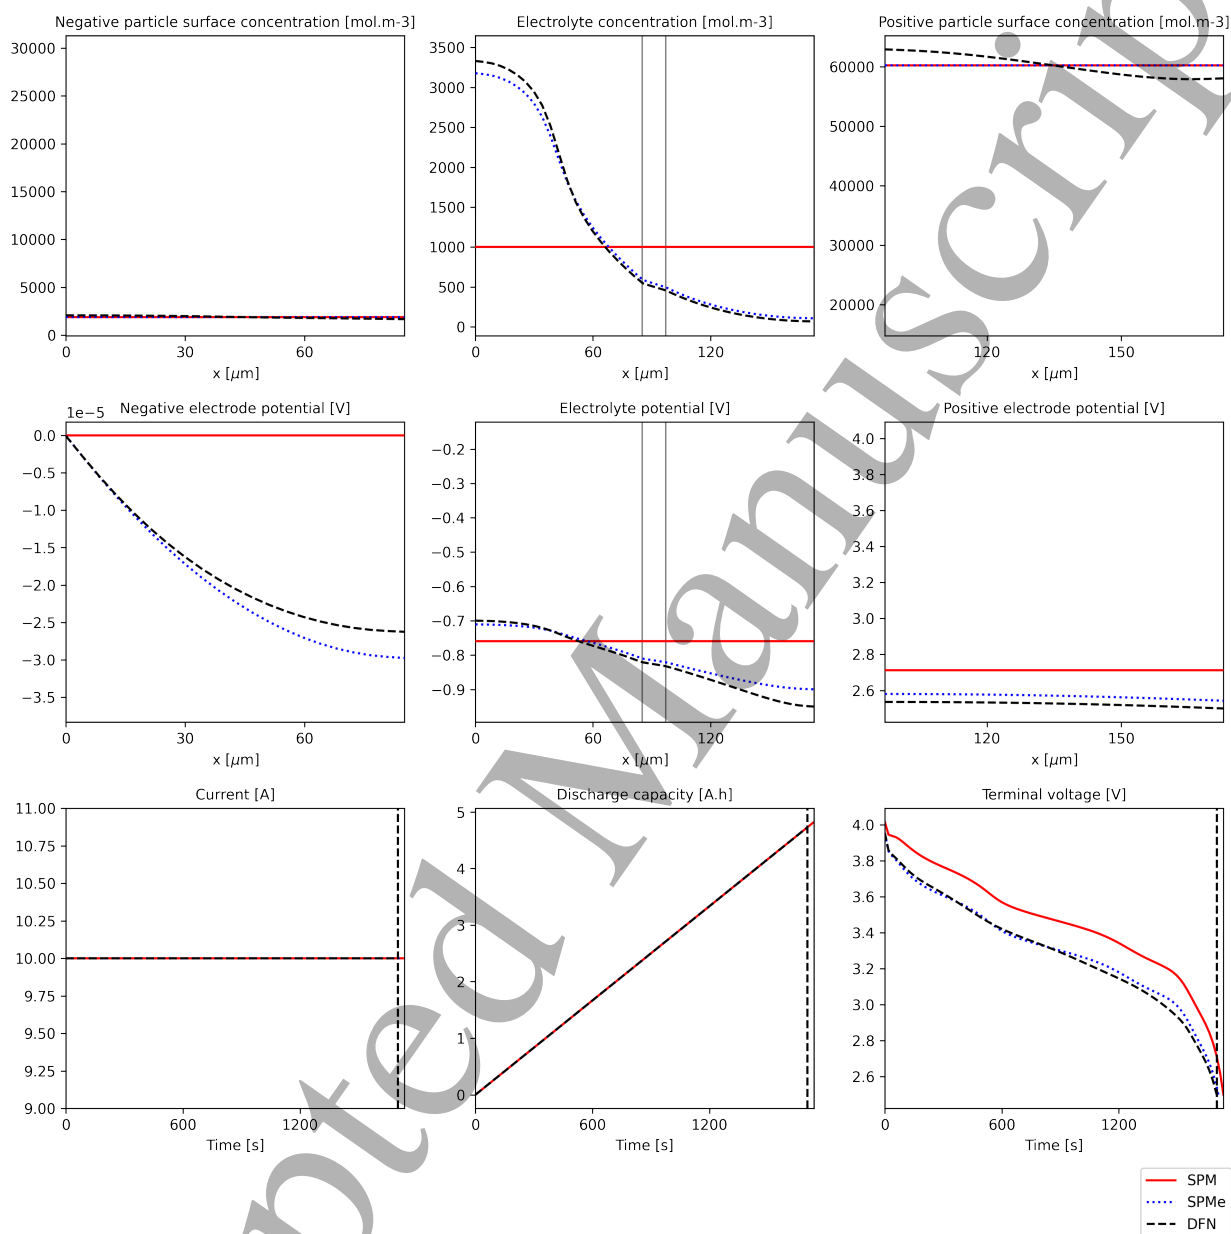 Negative particle surface concentration [mol.m-3]
Electrolyte concentration [mol.m-3]
Positive particle surface concentration [mol.m-3]
30000
25000
20000
15000
10000
5000
0
0 30 60
x [μm]
3500
3000
2500
2000
1500
1000
500
0
0 60 120
x [μm]
60000
50000
40000
30000
20000
120 150
x [μm]
1e−5
Negative electrode potential [V]
Electrolyte potential [V]
Positive electrode potential [V]
0.0
−0.5
−1.0
−1.5
−2.0
−2.5
−3.0
−3.5
0 30 60
x [μm]
−0.2
−0.3
−0.4
−0.5
−0.6
−0.7
−0.8
−0.9
0 60 120
x [μm]
4.0
3.8
3.6
3.4
3.2
3.0
2.8
2.6
120 150
x [μm]
Current [A]
Discharge capacity [A.h]
Terminal voltage [V]
11.00
10.75
10.50
10.25
10.00
9.75
9.50
9.25
9.00
0 600 1200
Time [s]
5
4
3
2
1
0
0 600 1200
Time [s]
4.0
3.8
3.6
3.4
3.2
3.0
2.8
2.6
0 600 1200
Time [s]
SPM
SPMe
DFN
pted Manuscrip